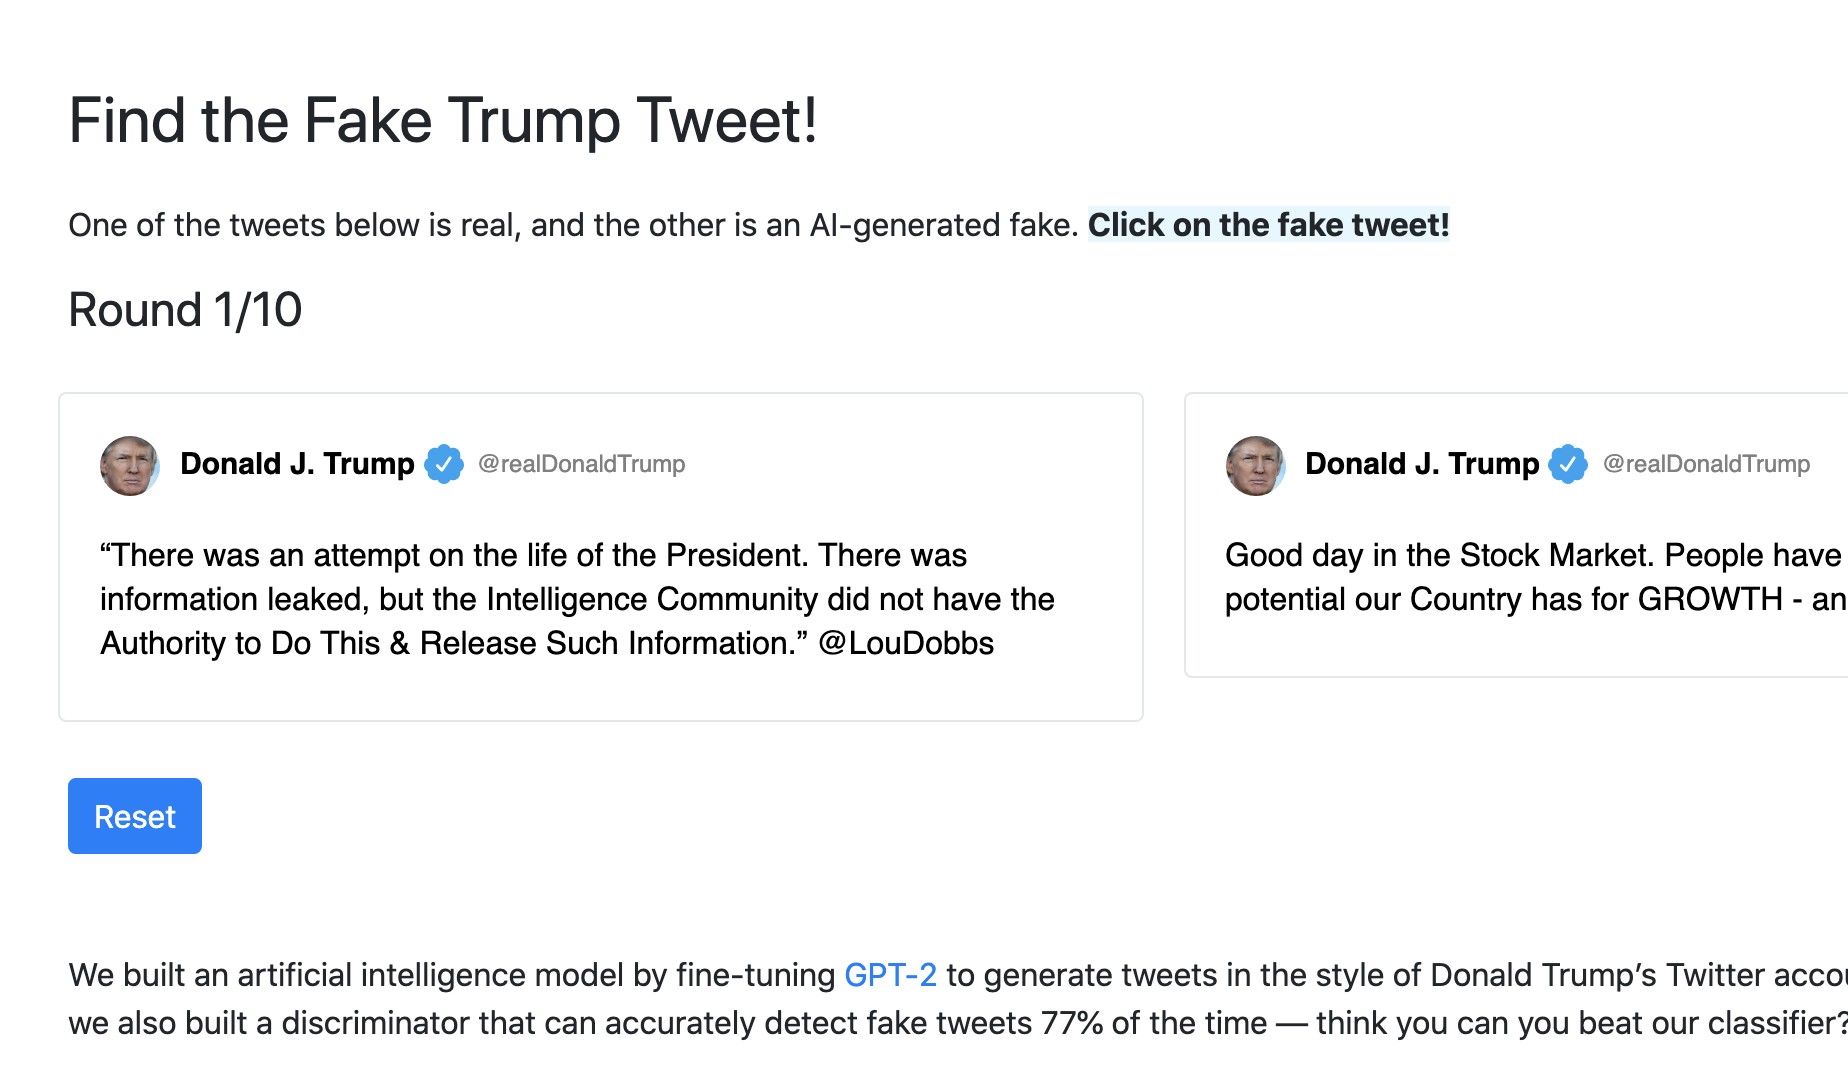 Find the Fake Trump Tweet!
One of the tweets below is real, and the other is an AI-generated fake. Click on the fake tweet!
Round 1/10
Donald J. Trump @realDonaldTrump
“There was an attempt on the life of the President. There was
information leaked, but the Intelligence Community did not have the
Authority to Do This & Release Such Information.” @LouDobbs
Donald J. Trump @realDonaldTrump
Good day in the Stock Market. People have
potential our Country has for GROWTH - an
Reset
We built an artificial intelligence model by fine-tuning GPT-2 to generate tweets in the style of Donald Trump’s Twitter
we also built a discriminator that can accurately detect fake tweets 77% of the time — think you can you beat our classifier?